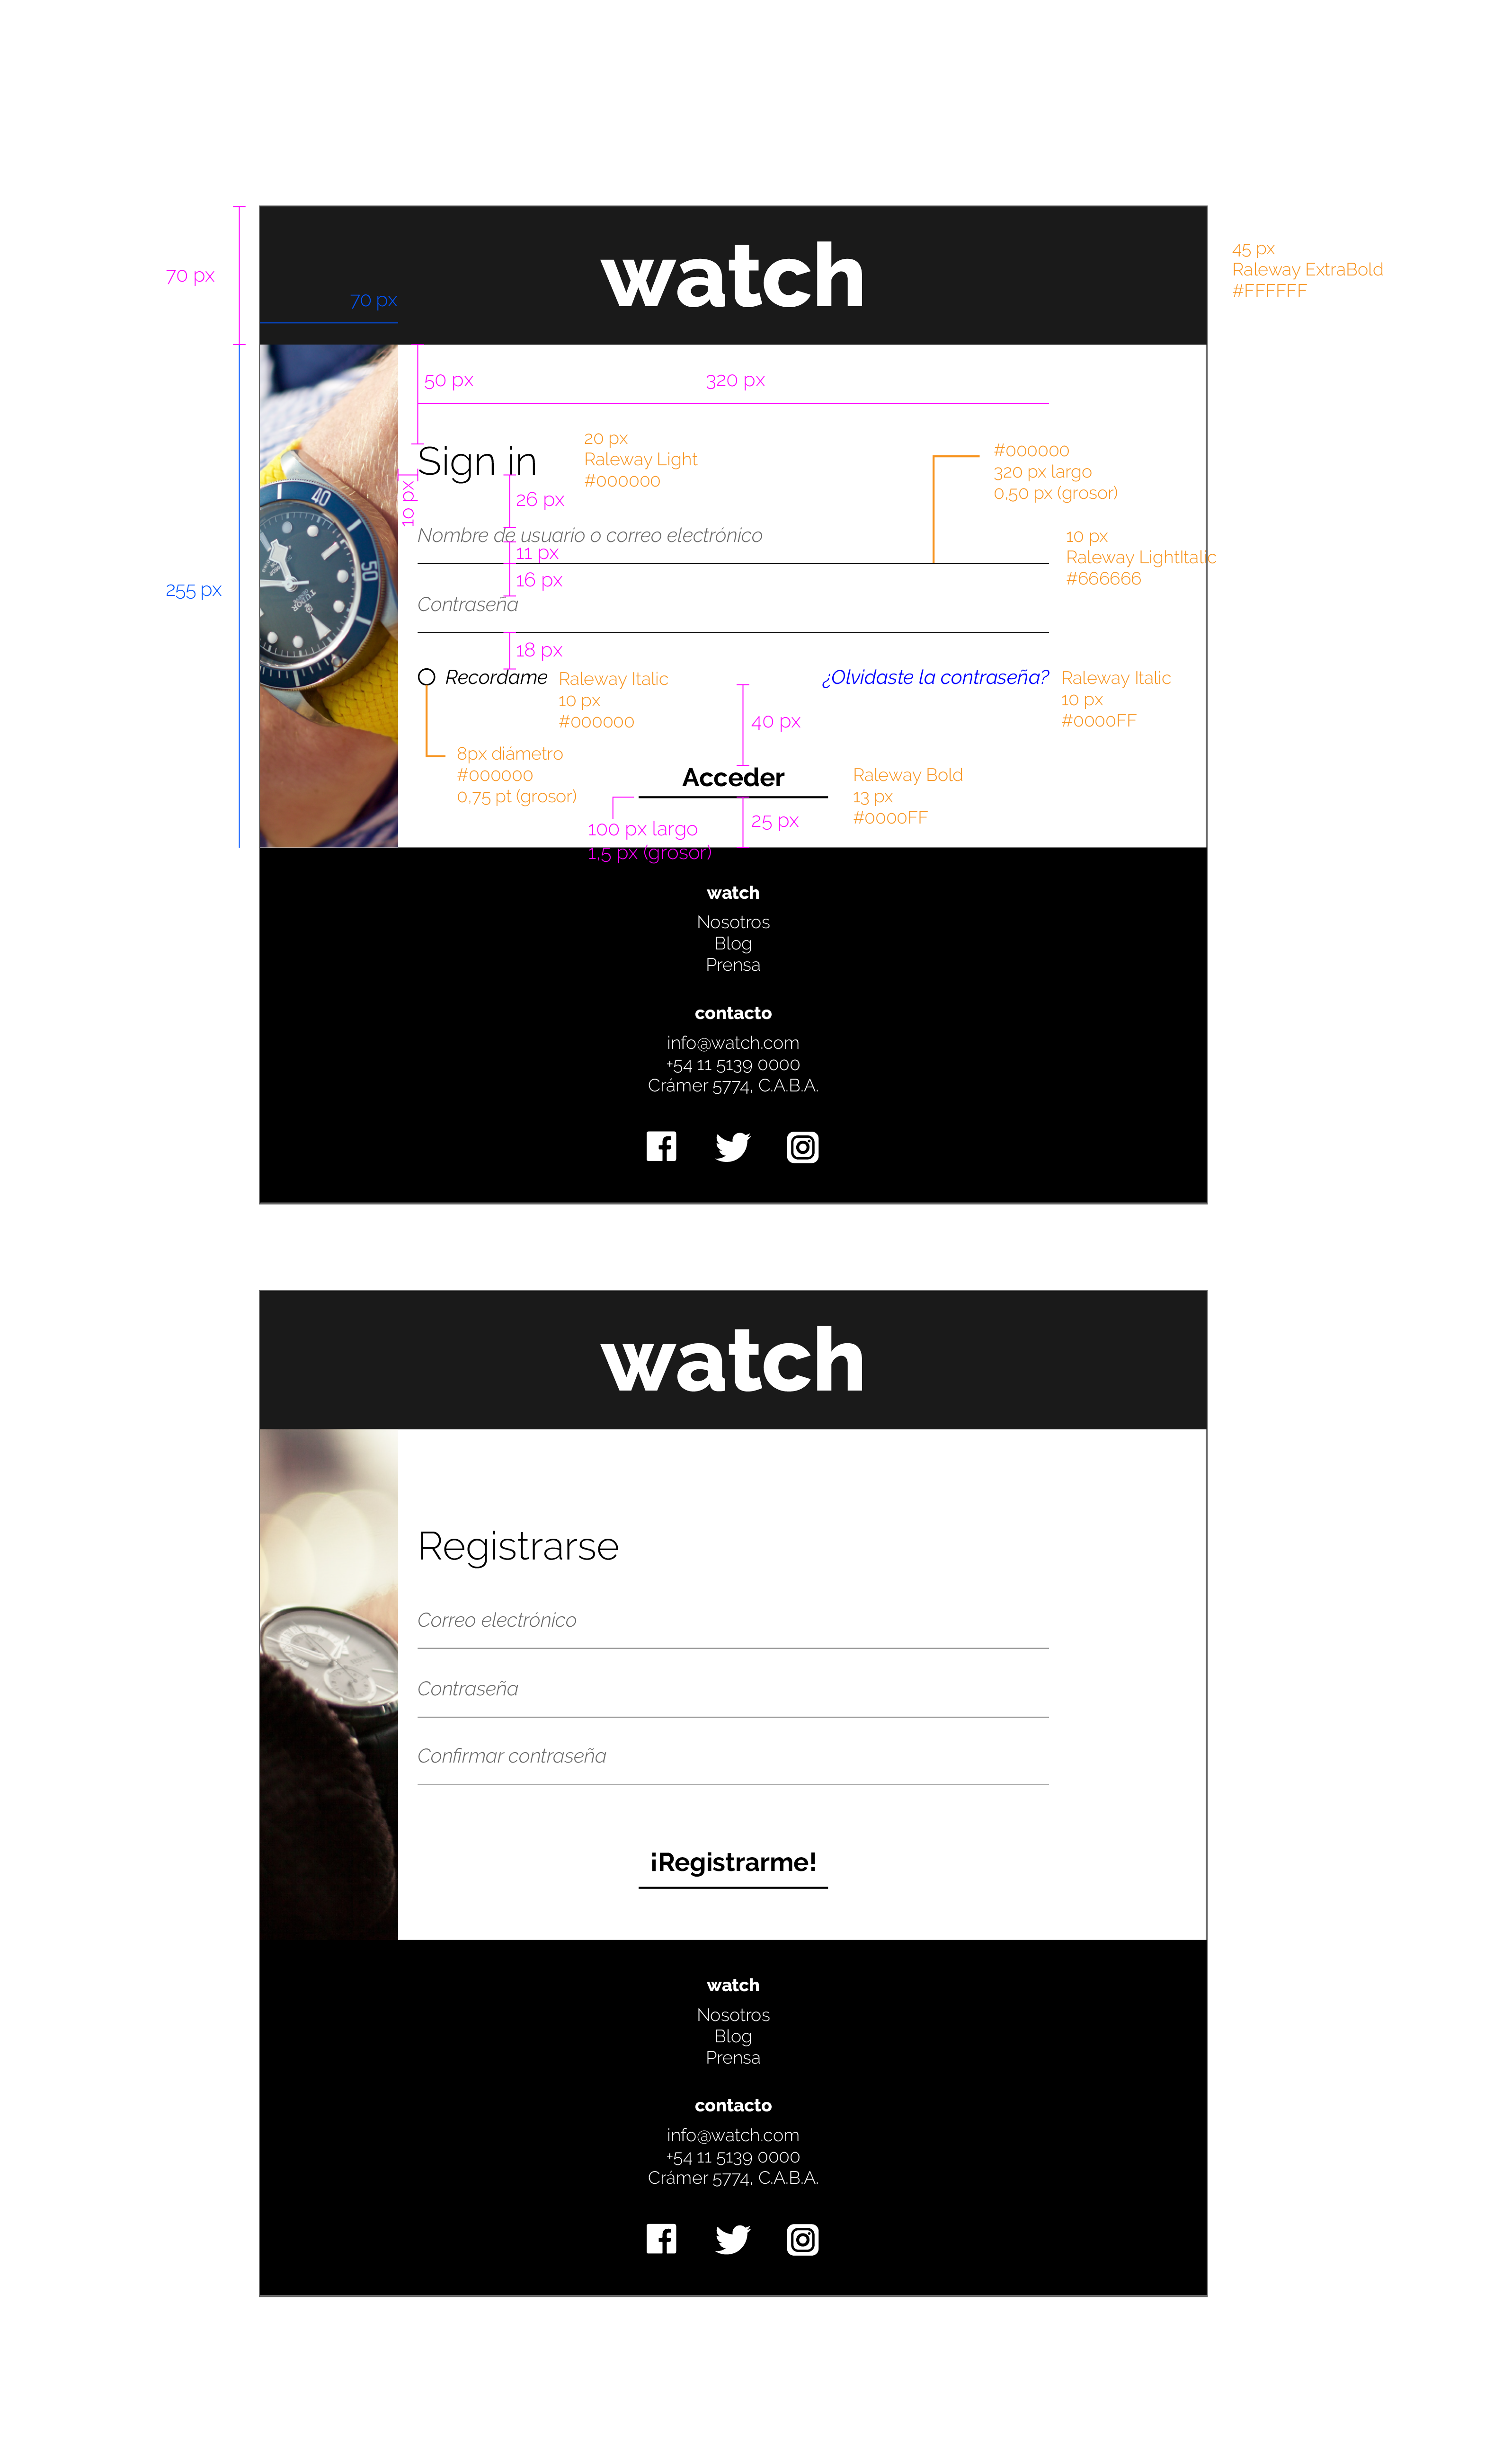 watch
70 px
70 px
45 px
Raleway ExtraBold
#FFFFFF
50 px
320 px
Sign in
20 px
Raleway Light
#000000
#000000
320 px largo
0,50 px (grosor)
10 px
26 px
Nombre de usuario o correo electrónico
11 px
10 px
Raleway LightItalic
#666666
16 px
255 px
Contraseña
18 px
Recordame
Raleway Italic
10 px
#000000
¿Olvidaste la contraseña?
Raleway Italic
10 px
#0000FF
40 px
8px diámetro
#000000
0,75 pt (grosor)
Acceder
Raleway Bold
13 px
#0000FF
100 px largo
1,5 px (grosor)
25 px
40
50
TUDOR
watch
Nosotros
Blog
Prensa
contacto
info@watch.com
+54 11 5139 0000
Crámer 5774, C.A.B.A.
watch
Registrarse
Correo electrónico
Contraseña
Confirmar contraseña
¡Registrarme!
watch
Nosotros
Blog
Prensa
contacto
info@watch.com
+54 11 5139 0000
Crámer 5774, C.A.B.A.